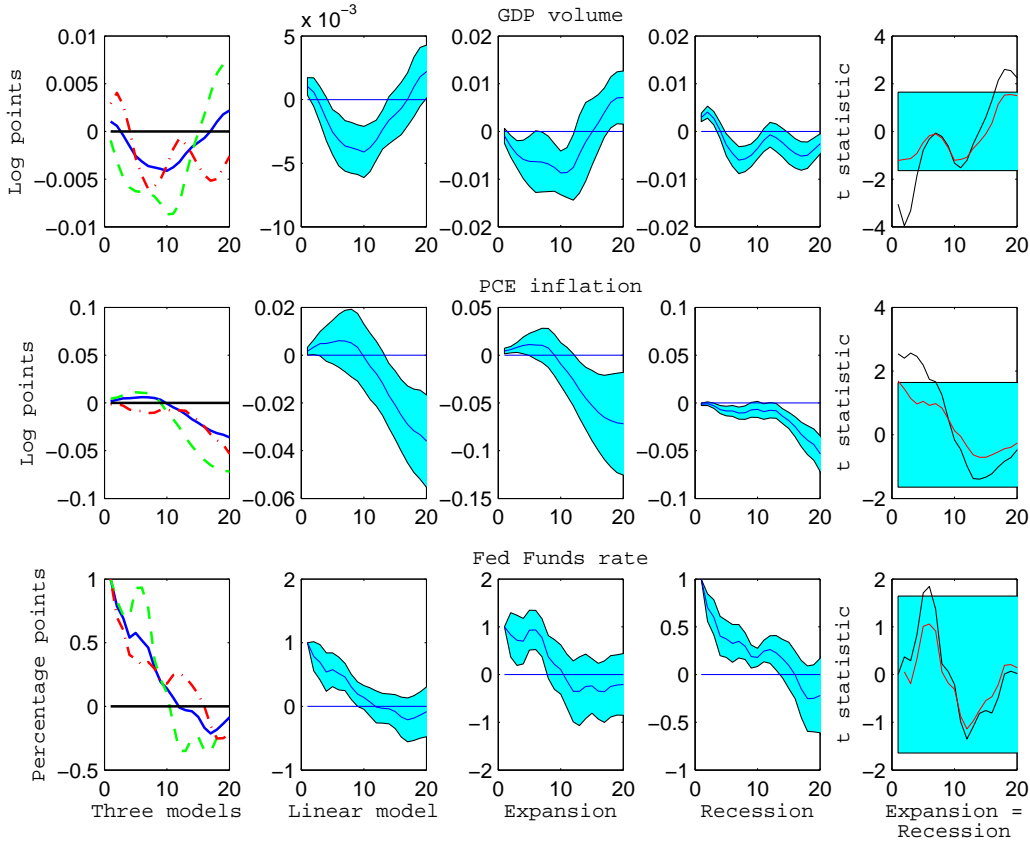 GDP volume
x 10^-3
Log points
0.01
0.005
0
−0.005
−0.01
0 10 20
5
0
−5
−10
0 10 20
0.02
0.01
0
−0.01
0.02
0 10 20
0.02
0.01
0
−0.01
0.02
0 10 20
t statistic
4
2
0
−2
−4
0 10 20
PCE inflation
Log points
0.1
0.05
0
−0.05
−0.1
0 10 20
0.02
0
−0.02
−0.04
−0.06
0 10 20
0.05
0
−0.05
−0.1
−0.15
0 10 20
0.1
0.05
0
−0.05
−0.1
0 10 20
t statistic
4
2
0
−2
0 10 20
Fed Funds rate
Percentage points
1
0.5
0
−0.5
0 10 20
Three models
2
1
0
−1
0 10 20
Linear model
2
1
0
−1
−2
0 10 20
Expansion
1
0.5
0
−0.5
−1
0 10 20
Recession
t statistic
2
1
0
−1
−2
0 10 20
Expansion =
Recession